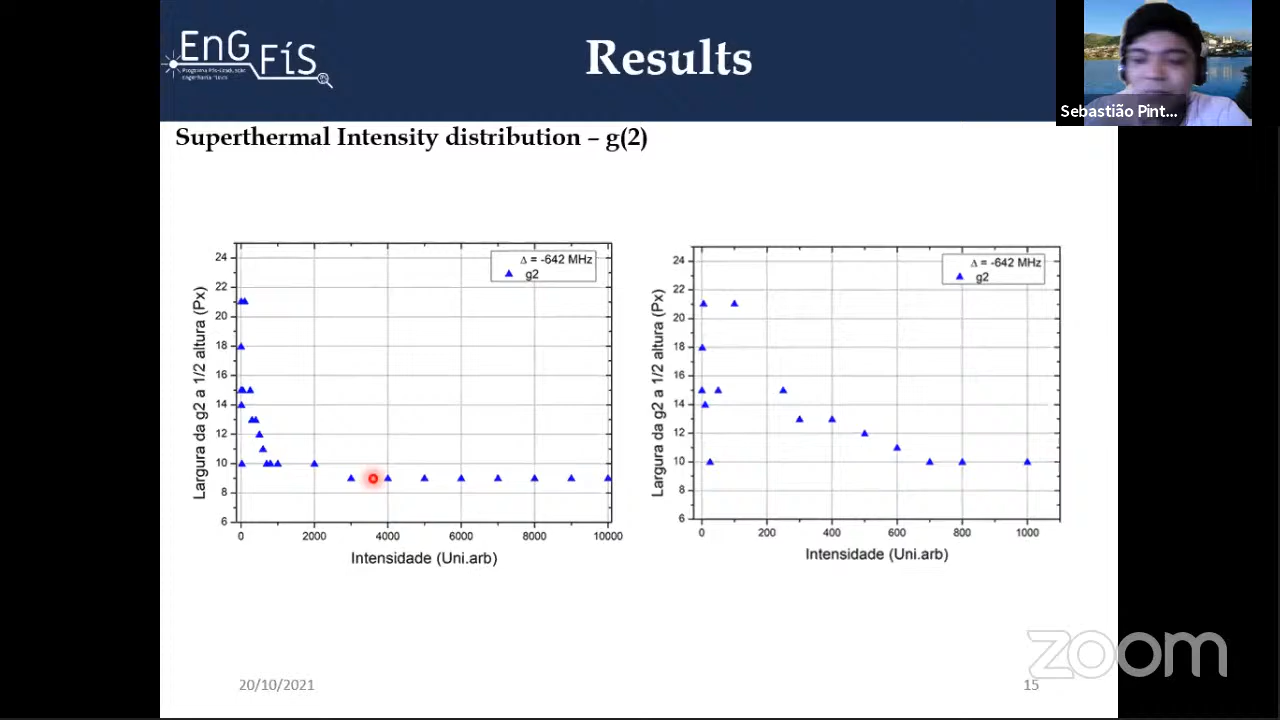 EnG FíS
Results
Sebastião Pint...
Superthermal Intensity distribution – g(2)
Largura da g2 a 1/2 altura (Px)
24
22
20
18
16
14
12
10
8
6
Δ = -642 MHz
g2
0 2000 4000 6000 8000 10000
Intensidade (Uni.arb)
Largura da g2 a 1/2 altura (Px)
24
22
20
18
16
14
12
10
8
6
Δ = -642 MHz
g2
0 200 400 600 800 1000
Intensidade (Uni.arb)
zoom
20/10/2021
15